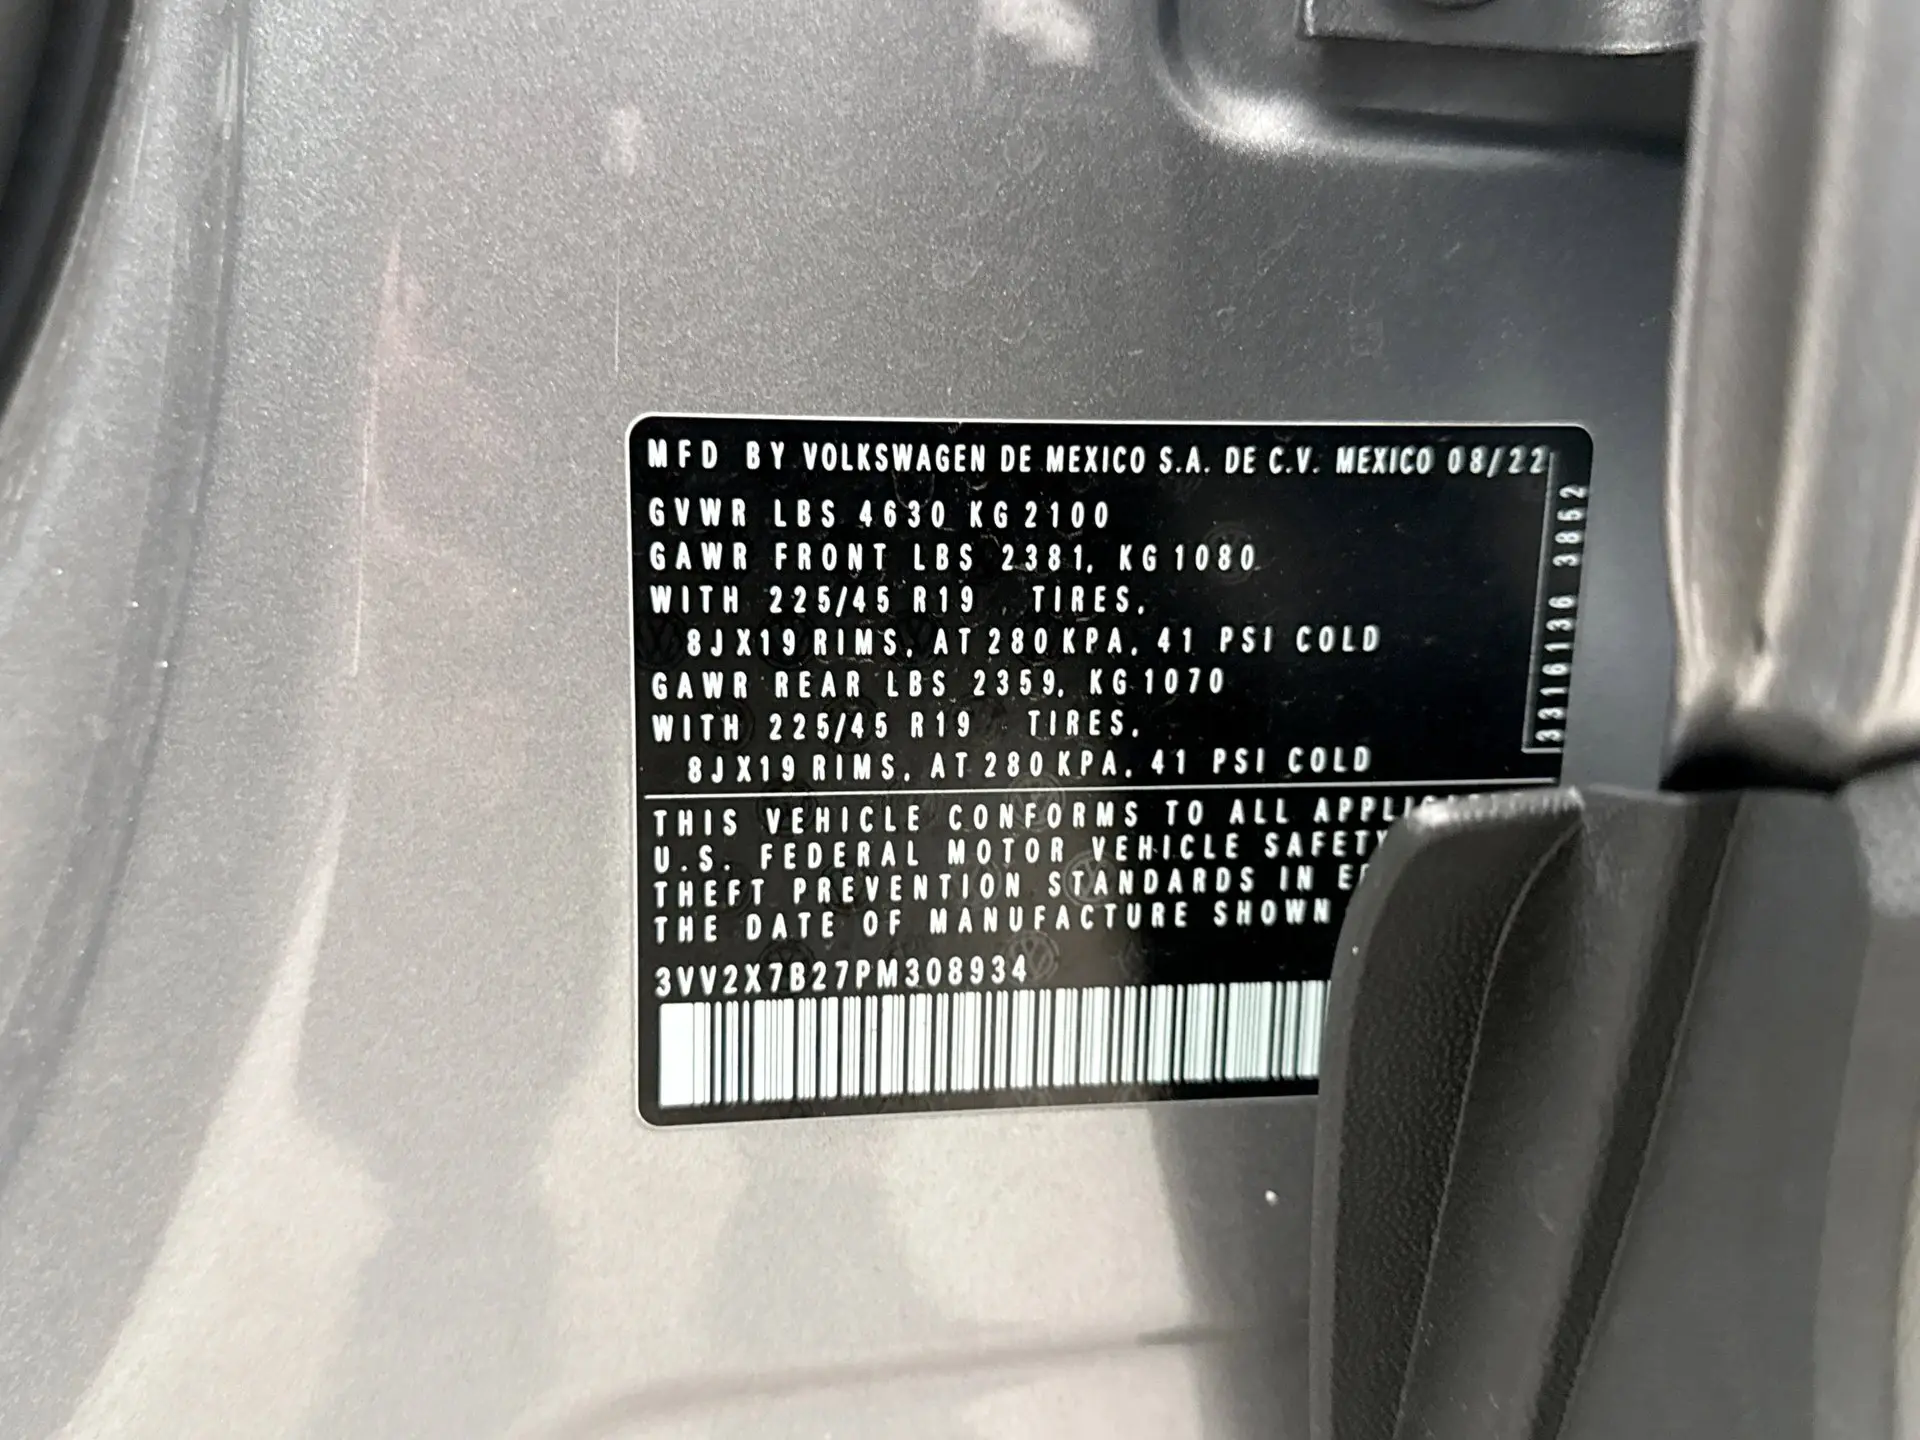 MFD BY VOLKSWAGEN DE MEXICO S.A. DE C.V. MEXICO 08/22
GVWR LBS 4630 KG 2100
GAWR FRONT LBS 2381, KG 1080
WITH 225/45 R19 TIRES,
8JX19 RIMS, AT 280 KPA, 41 PSI COLD
GAWR REAR LBS 2359, KG 1070
WITH 225/45 R19 TIRES,
8JX19 RIMS, AT 280 KPA, 41 PSI COLD
3316136 3852
THIS VEHICLE CONFORMS TO ALL
U.S. FEDERAL MOTOR VEHICLE SAFETY
THEFT PREVENTION STANDARDS IN
THE DATE OF MANUFACTURE SHOWN
3VV2X7B27PM308934